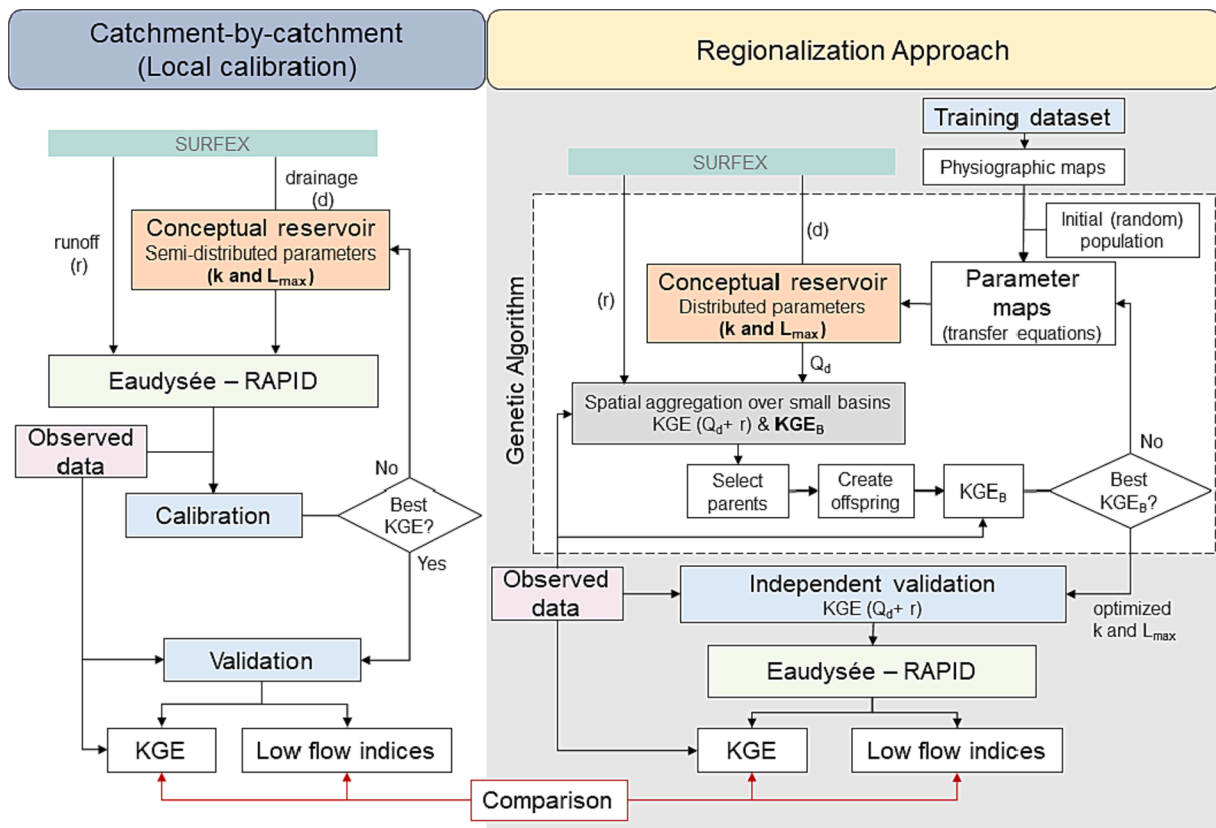 Catchment-by-catchment
(Local calibration)
SURFEX
drainage
(d)
runoff
(r)
Conceptual reservoir
Semi-distributed parameters
(k and Lmax)
Eaudysée – RAPID
Observed
data
Calibration
No
Best
KGE?
Yes
Validation
KGE
Low flow indices
Regionalization Approach
Training dataset
Physiographic maps
SURFEX
Initial (random)
population
(d)
(r)
Genetic Algorithm
Conceptual reservoir
Distributed parameters
(k and Lmax)
Parameter
maps
(transfer equations)
Qd
Spatial aggregation over small basins
KGE (Qd+ r) & KGEB
Select
parents
Create
offspring
KGEB
No
Best
KGEB?
Observed
data
Independent validation
KGE (Qd+ r)
optimized
k and Lmax
Eaudysée – RAPID
KGE
Low flow indices
Comparison